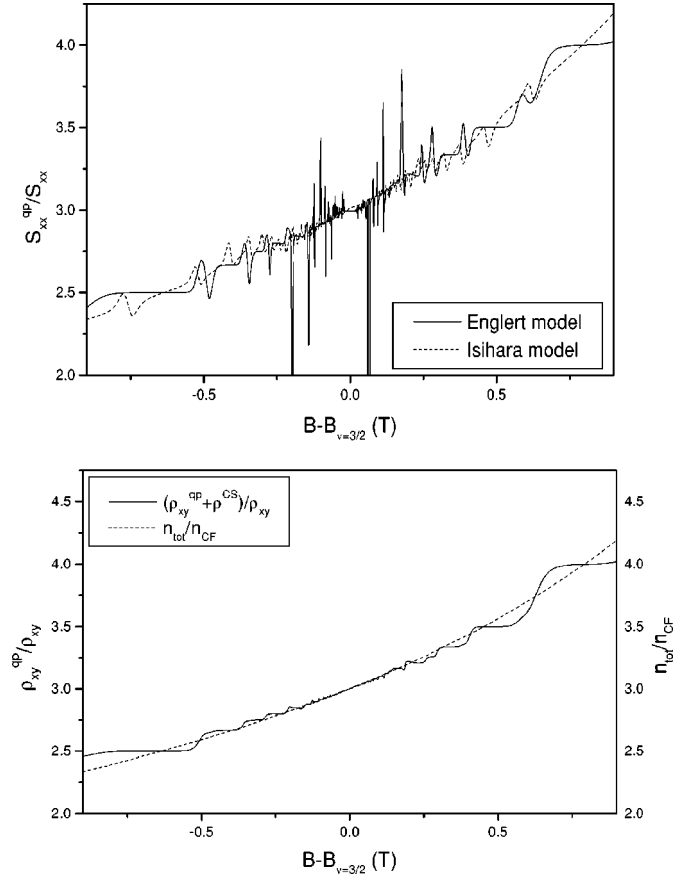 4.0
3.5
3.0
2.5
2.0
S_xx^qp/S_xx
-0.5 0.0 0.5
B-B_ν=3/2 (T)
Englert model
Isihara model
4.5 4.5
4.0 4.0
3.5 3.5
3.0 3.0
2.5 2.5
2.0 2.0
(ρ_xy^qp+ρ^CS)/ρ_xy
n_tot/n_CF
ρ_xy^qp/ρ_xy
n_tot/n_CF
-0.5 0.0 0.5
B-B_ν=3/2 (T)